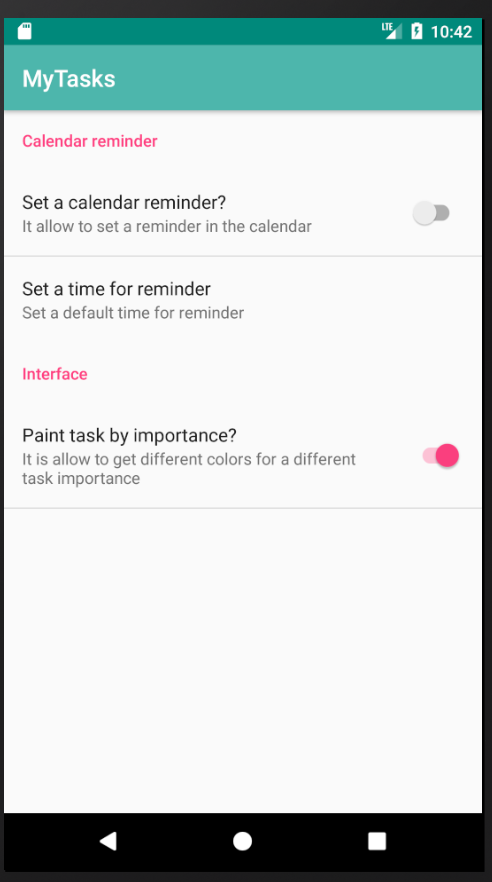 LTE 10:42
MyTasks
Calendar reminder
Set a calendar reminder?
It allow to set a reminder in the calendar
Set a time for reminder
Set a default time for reminder
Interface
Paint task by importance?
It is allow to get different colors for a different
task importance